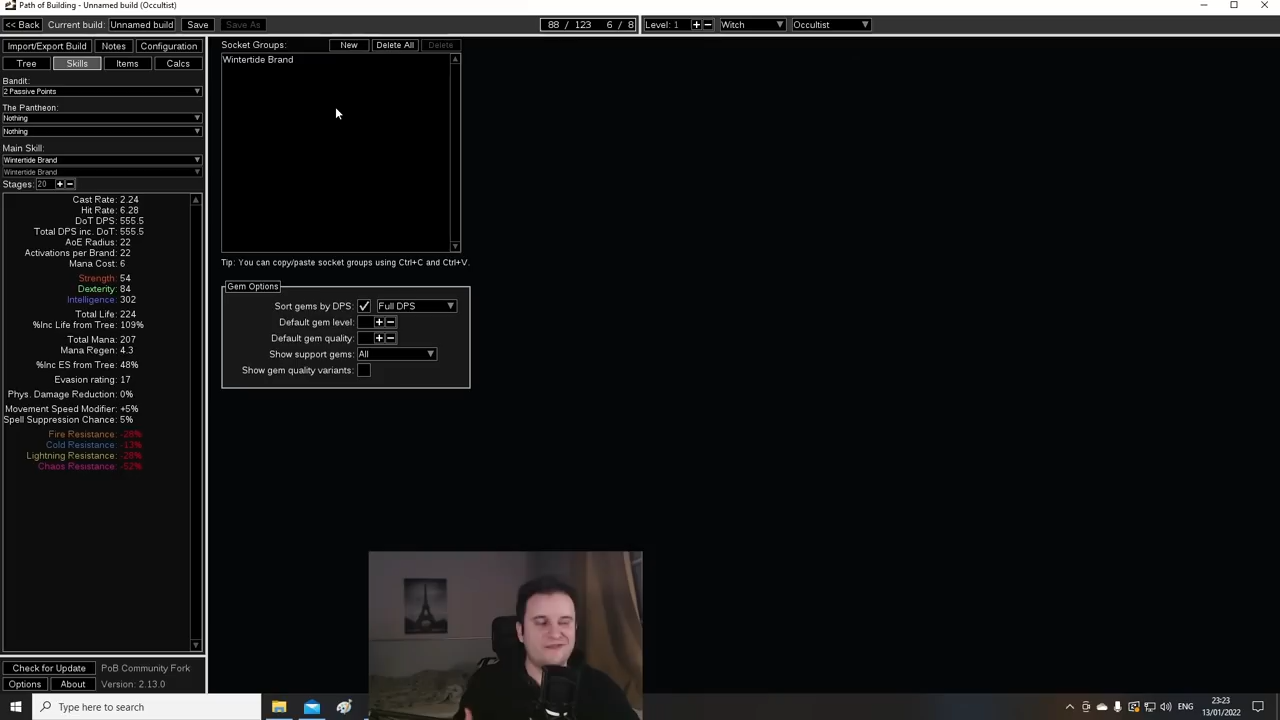 Path of Building - Unnamed build (Occultist)
<< Back Current build: Unnamed build Save Save As 88 / 123 6 / 8 Level: 1 + - Witch Occultist
Import/Export Build Notes Configuration
Tree Skills Items Calcs
Bandit:
2 Passive Points
The Pantheon:
Nothing
Nothing
Main Skill:
Wintertide Brand
Wintertide Brand
Stages: 20 + -
Cast Rate: 2.24
Hit Rate: 6.28
DoT DPS: 555.5
Total DPS inc. DoT: 555.5
AoE Radius: 22
Activations per Brand: 22
Mana Cost: 6
Strength: 54
Dexterity: 84
Intelligence: 302
Total Life: 224
%Inc Life from Tree: 109%
Total Mana: 207
Mana Regen: 4.3
%Inc ES from Tree: 48%
Evasion rating: 17
Phys. Damage Reduction: 0%
Movement Speed Modifier: +5%
Spell Suppression Chance: 5%
Fire Resistance: -28%
Cold Resistance: -13%
Lightning Resistance: -28%
Chaos Resistance: -52%
Check for Update PoB Community Fork
Options About Version: 2.13.0
Socket Groups: New Delete All Delete
Wintertide Brand
Tip: You can copy/paste socket groups using Ctrl+C and Ctrl+V.
Gem Options
Sort gems by DPS: Full DPS
Default gem level: + -
Default gem quality: + -
Show support gems: All
Show gem quality variants:
Type here to search
ENG
23:23
13/01/2022